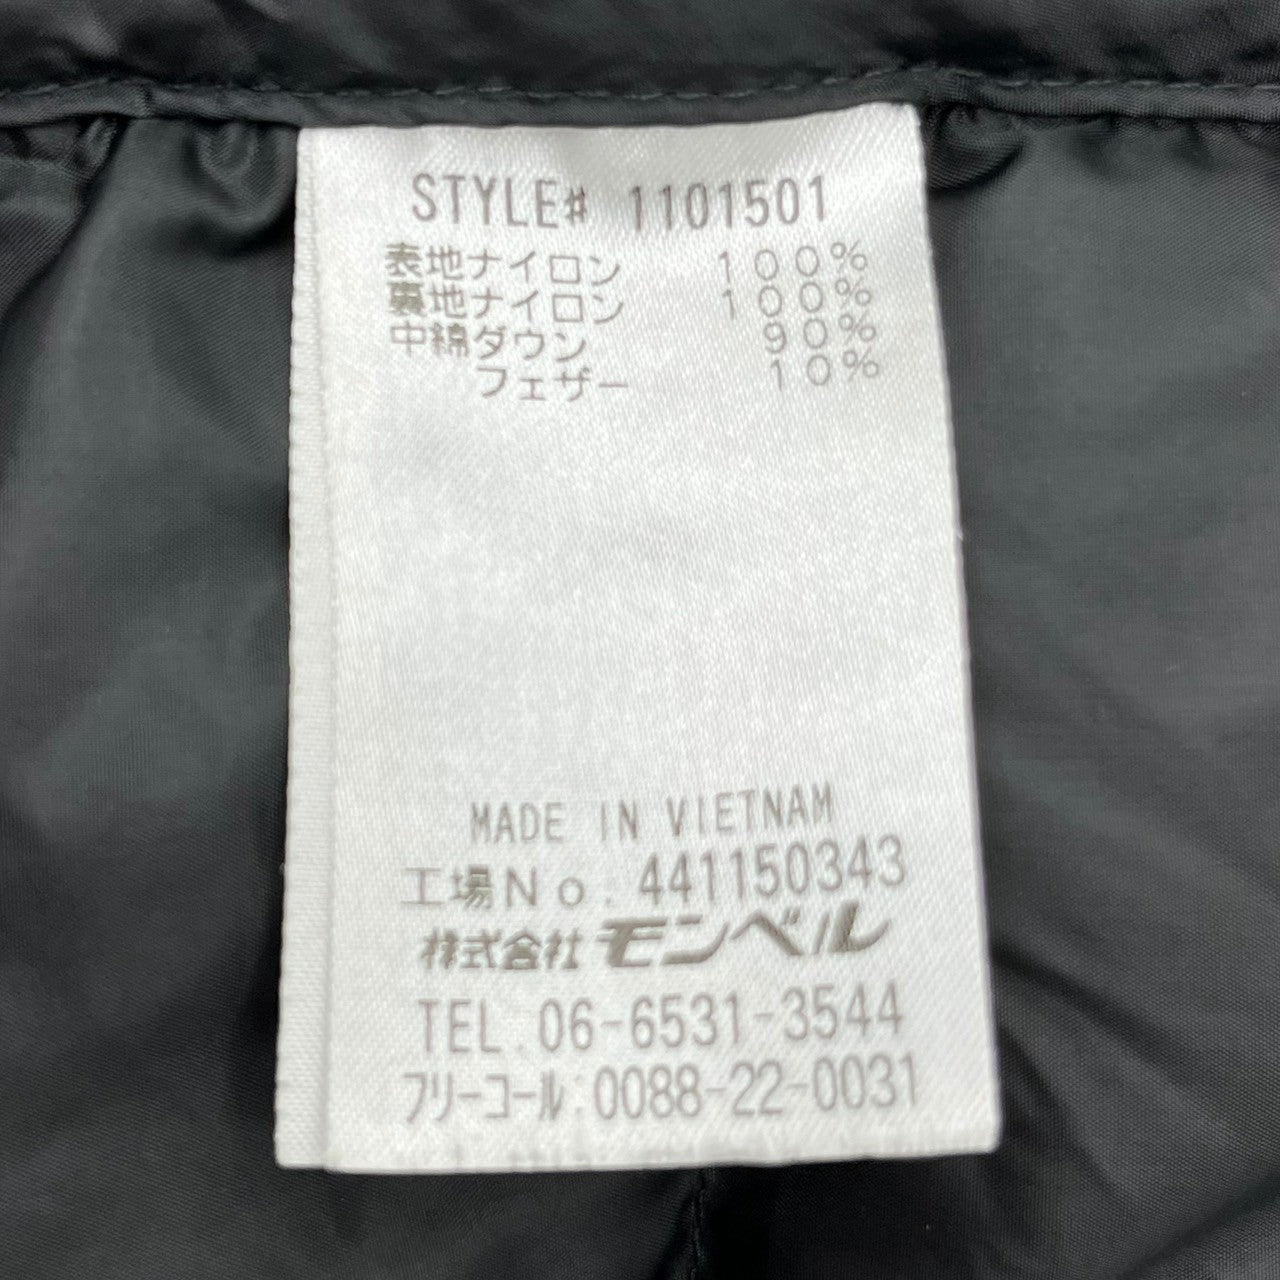 STYLE# 1101501
表地ナイロン 100%
裏地ナイロン 100%
中綿ダウン 90%
フェザー 10%
MADE IN VIETNAM
工場No. 441150343
株式会社モンベル
TEL.06-6531-3544
フリーコール:0088-22-0031